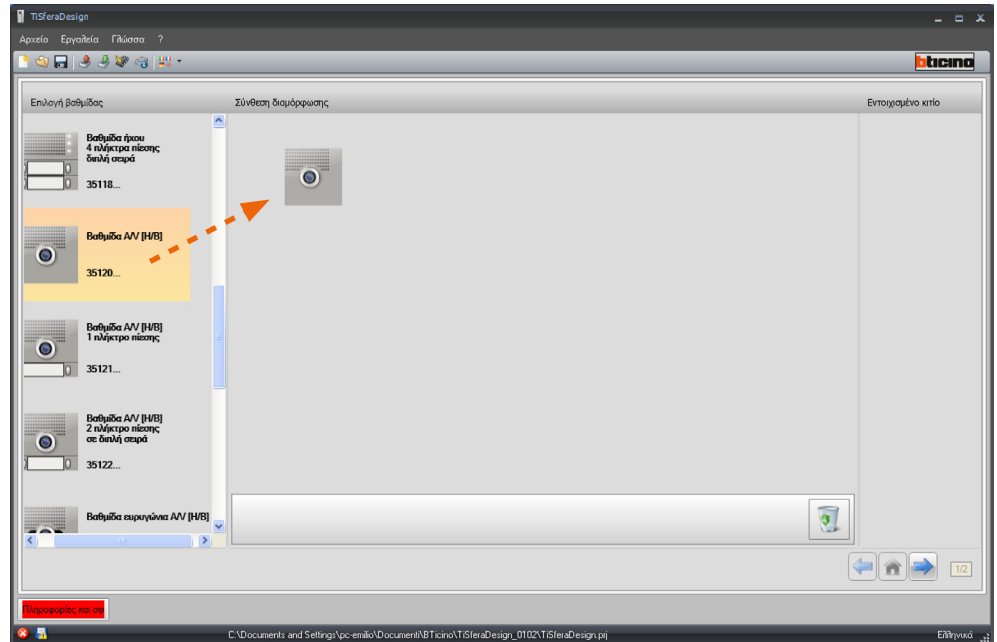 TiSferaDesign
Αρχείο Εργαλεία Γλώσσα ?
bticino
Επιλογή βαθμίδας
Σύνθεση διαμόρφωσης
Εντοιχισμένο κιτίο
Βαθμίδα ήχου
4 πλήκτρα πίεσης
διπλή σειρά
35118...
Βαθμίδα A/V [H/B]
35120...
Βαθμίδα A/V [H/B]
1 πλήκτρο πίεσης
35121...
Βαθμίδα A/V [H/B]
2 πλήκτρο πίεσης
σε διπλή σειρά
35122...
Βαθμίδα ευρυγώνια A/V [H/B]
1/2
Πληροφορίες και σφ
C:\Documents and Settings\pc-emilio\Documenti\BTicino\TiSferaDesign_0102\TiSferaDesign.prj
Ελληνικά